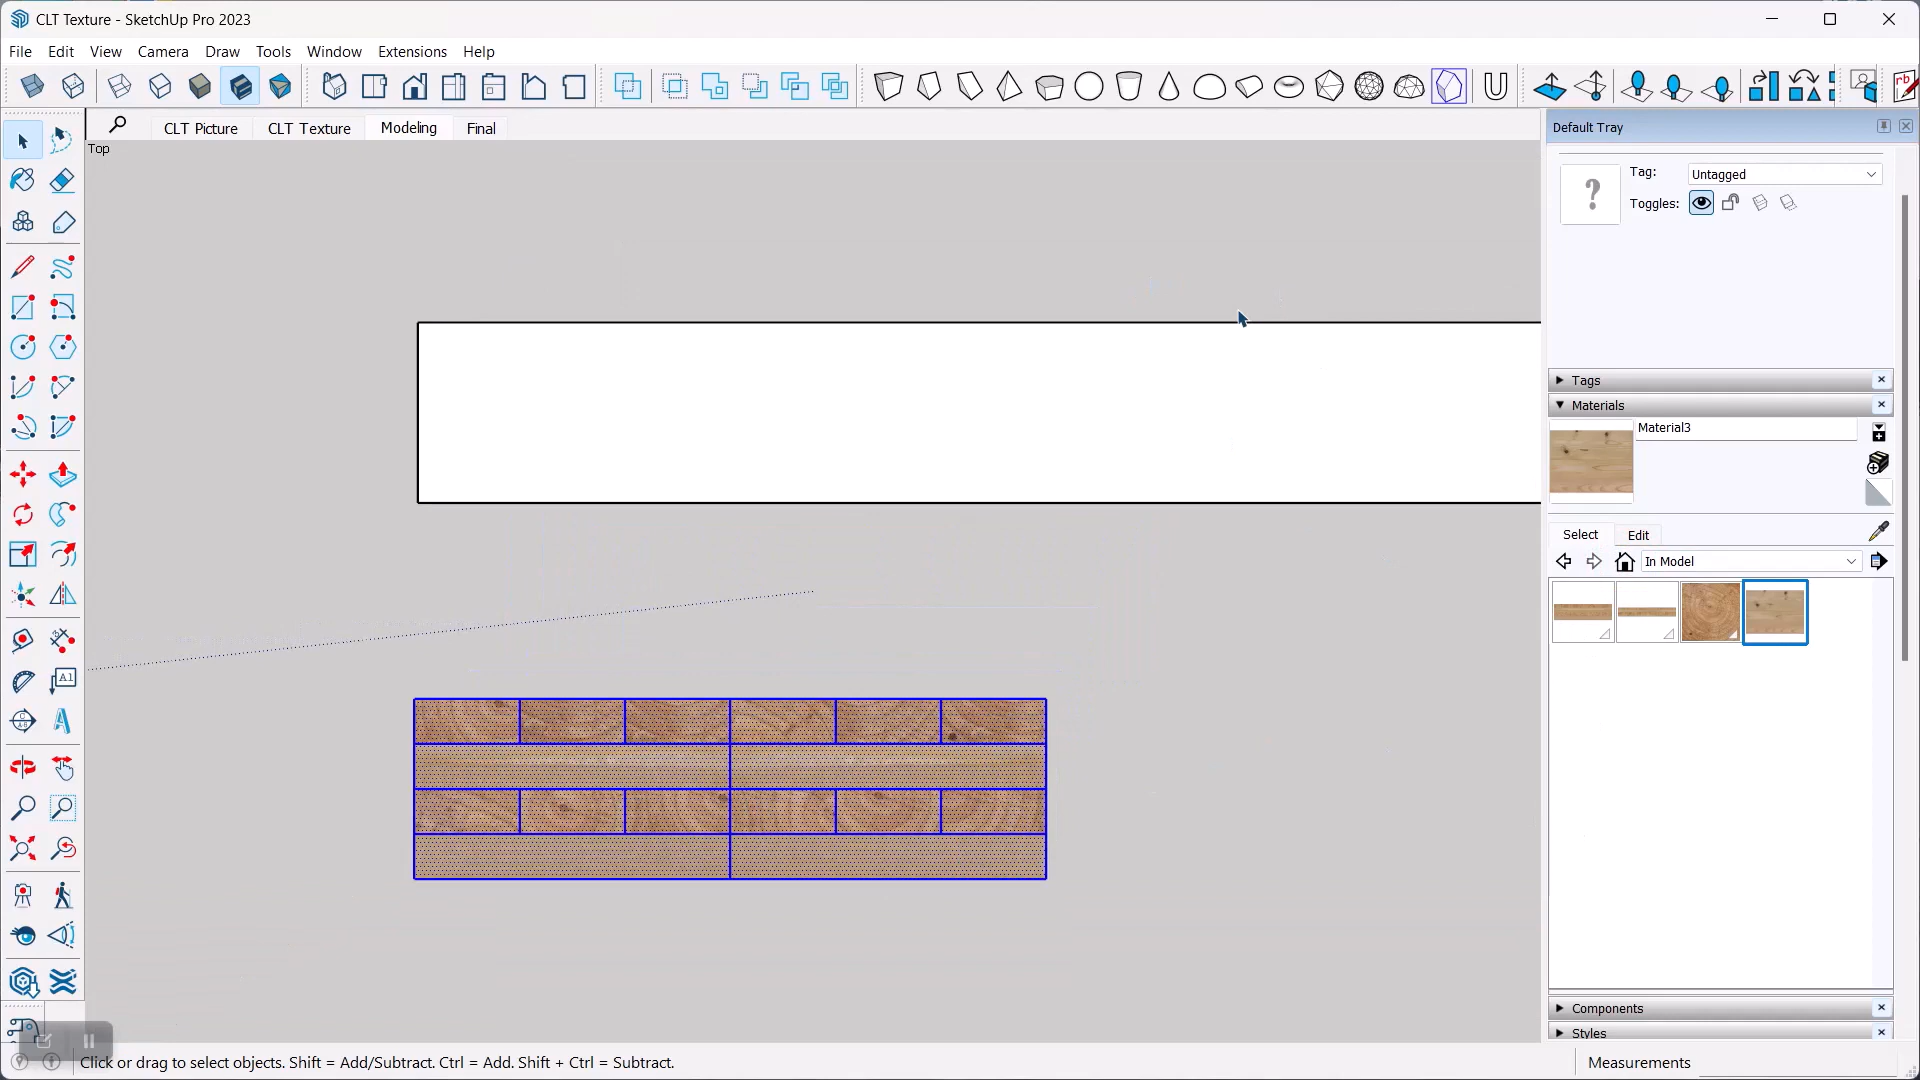 CLT Texture - SketchUp Pro 2023
File Edit View Camera Draw Tools Window Extensions Help
CLT Picture CLT Texture Modeling Final
Top
Default Tray
Tag: Untagged
Toggles:
Tags
Materials
Material3
Select Edit
In Model
Components
Styles
Click or drag to select objects. Shift = Add/Subtract. Ctrl = Add. Shift + Ctrl = Subtract.
Measurements